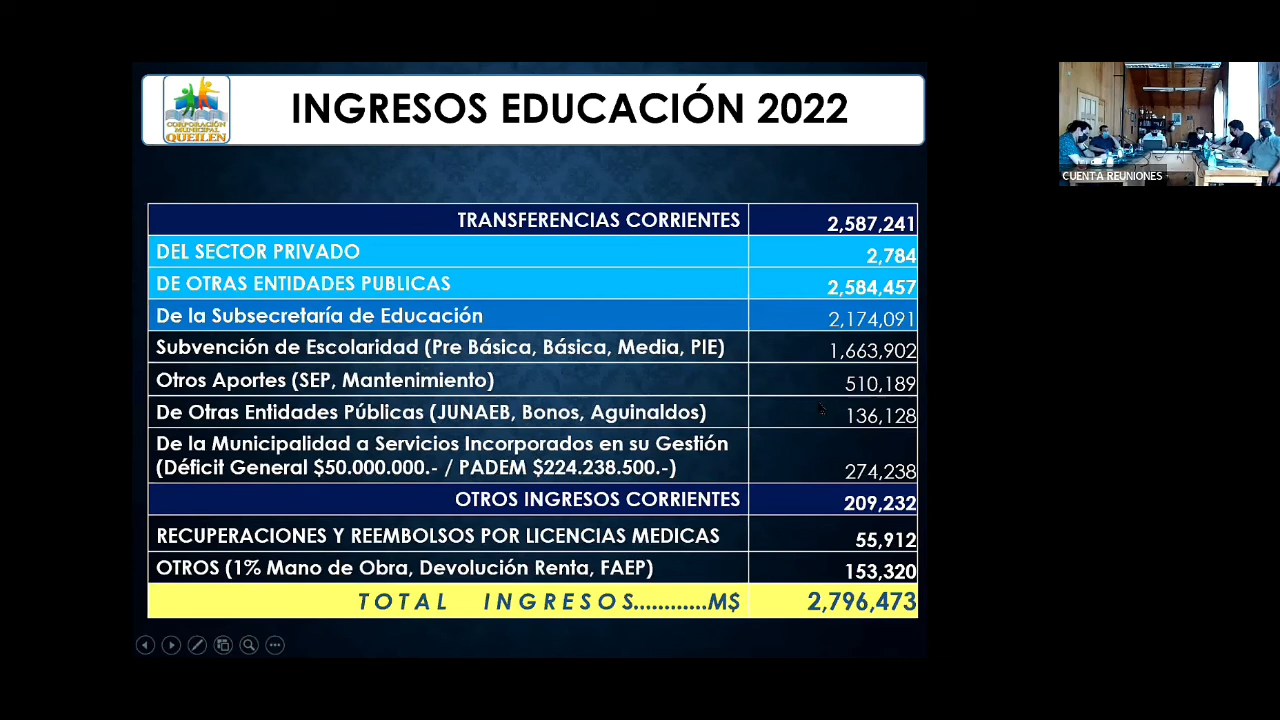 INGRESOS EDUCACIÓN 2022
CORPORACIÓN
MUNICIPAL
QUEILEN
TRANSFERENCIAS CORRIENTES 2,587,241
DEL SECTOR PRIVADO 2,784
DE OTRAS ENTIDADES PUBLICAS 2,584,457
De la Subsecretaría de Educación 2,174,091
Subvención de Escolaridad (Pre Básica, Básica, Media, PIE) 1,663,902
Otros Aportes (SEP, Mantenimiento) 510,189
De Otras Entidades Públicas (JUNAEB, Bonos, Aguinaldos) 136,128
De la Municipalidad a Servicios Incorporados en su Gestión
(Déficit General $50.000.000.- / PADEM $224.238.500.-) 274,238
OTROS INGRESOS CORRIENTES 209,232
RECUPERACIONES Y REEMBOLSOS POR LICENCIAS MEDICAS 55,912
OTROS (1% Mano de Obra, Devolución Renta, FAEP) 153,320
TOTAL INGRESOS............M$ 2,796,473
CUENTA REUNIONES